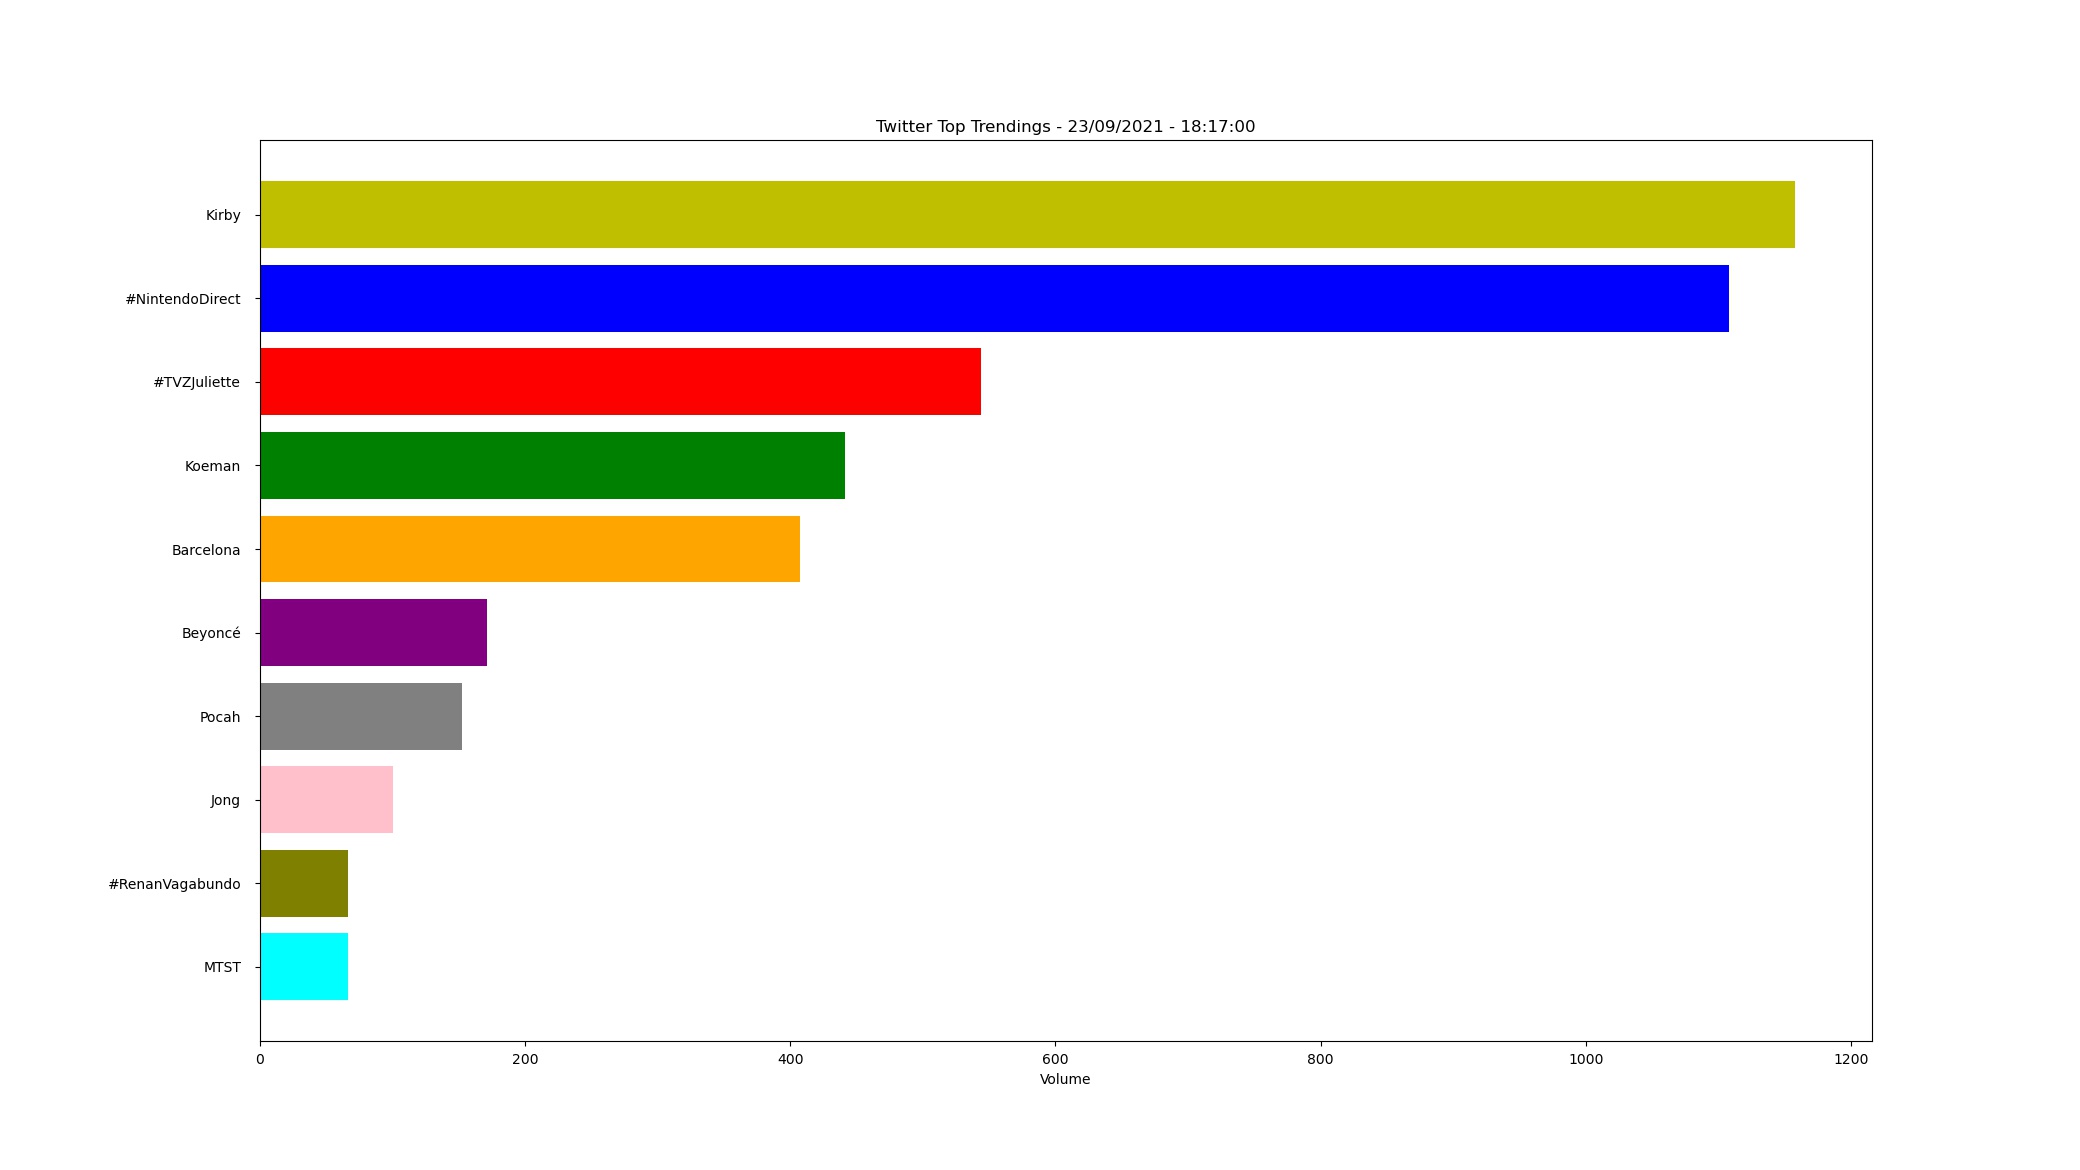 Twitter Top Trendings - 23/09/2021 - 18:17:00
Kirby
#NintendoDirect
#TVZJuliette
Koeman
Barcelona
Beyoncé
Pocah
Jong
#RenanVagabundo
MTST
0 200 400 600 800 1000 1200
Volume